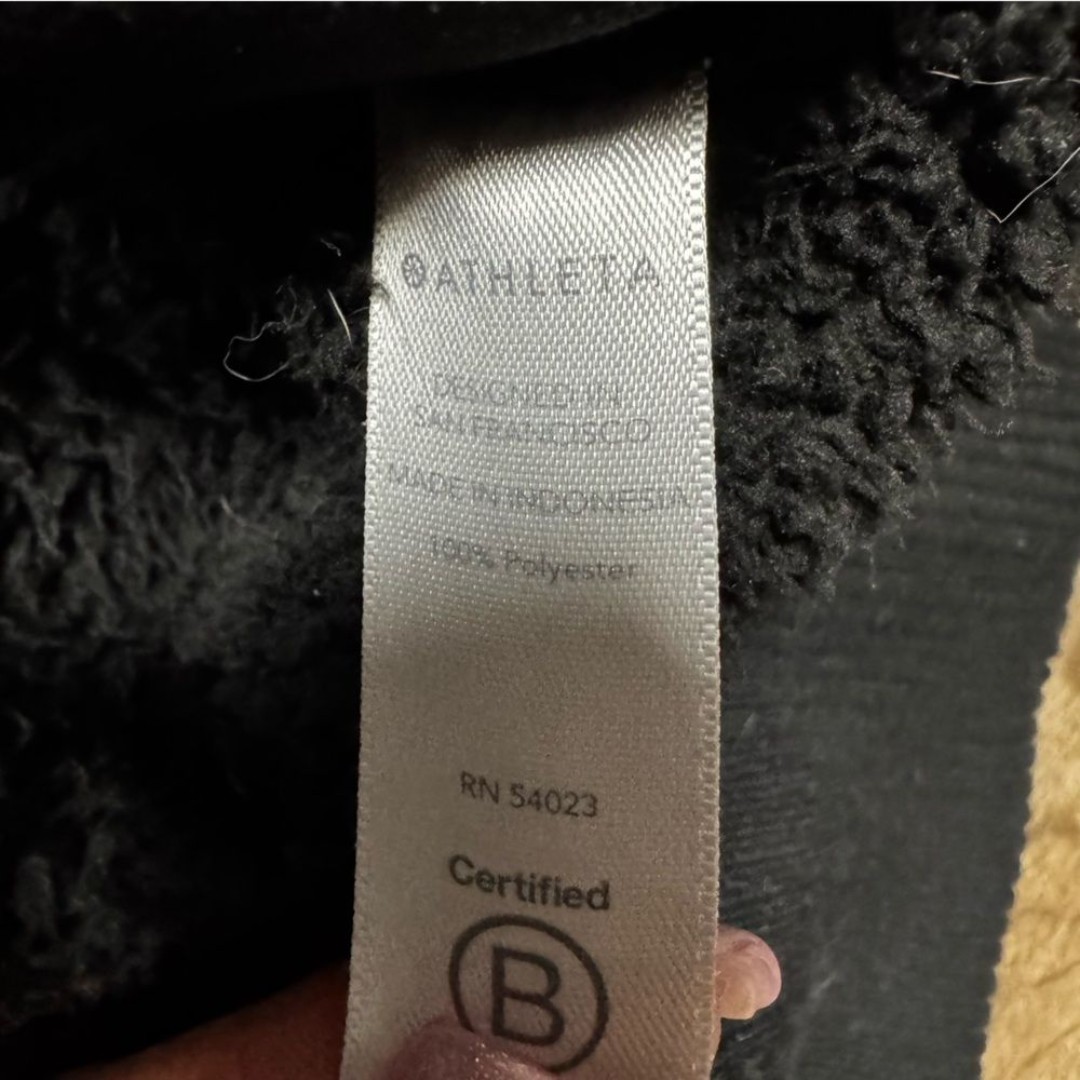 ATHLETA
DESIGNED IN
SAN FRANCISCO
MADE IN INDONESIA
100% Polyester
RN 54023
Certified
B